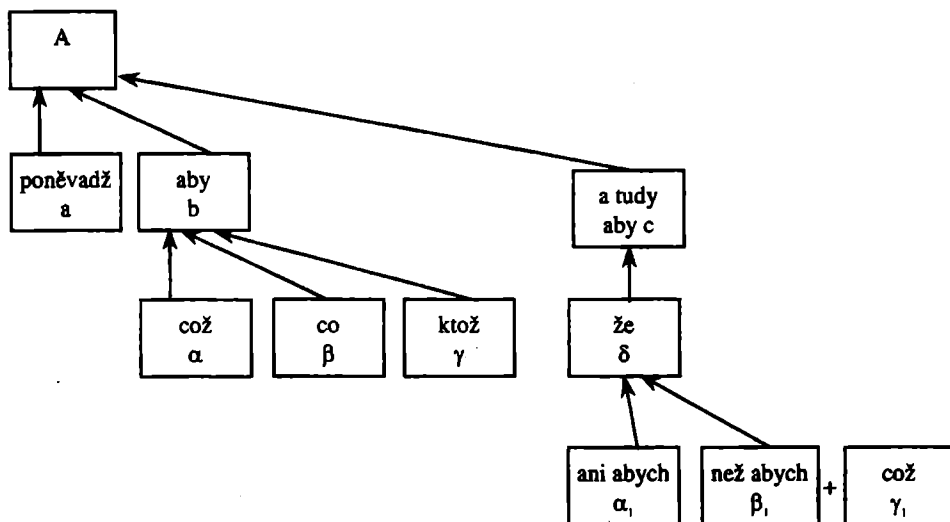 A
poněvadž
a
aby
b
a tudy
aby c
což
α
co
β
ktož
γ
že
δ
ani abych
α₁
než abych
β₁
+
což
γ₁